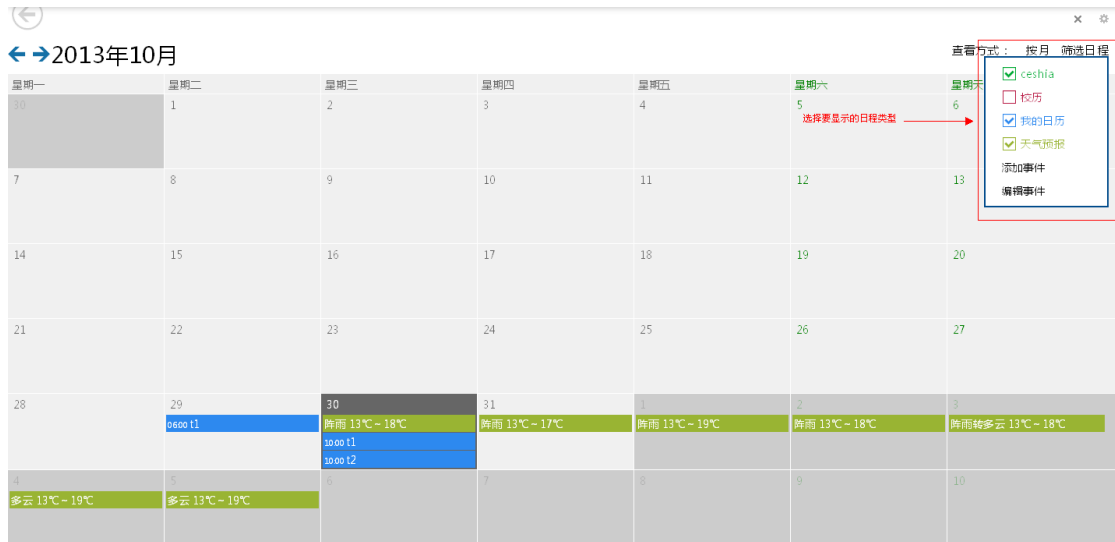 2013年10月
查看方式： 按月 筛选日程
星期一 星期二 星期三 星期四 星期五 星期六 星期天
30 1 2 3 4 5 6
ceshia
校历
选择要显示的日程类型
我的日历
天气预报
添加事件
编辑事件
7 8 9 10 11 12 13
14 15 16 17 18 19 20
21 22 23 24 25 26 27
28 29 30 31 1 2 3
06:00 t1 阵雨 13℃ ~ 18℃ 阵雨 13℃ ~ 17℃ 阵雨 13℃ ~ 19℃ 阵雨 13℃ ~ 18℃ 阵雨转多云 13℃ ~ 18℃
10:00 t1
10:00 t2
4 5 6 7 8 9 10
多云 13℃ ~ 19℃ 多云 13℃ ~ 19℃